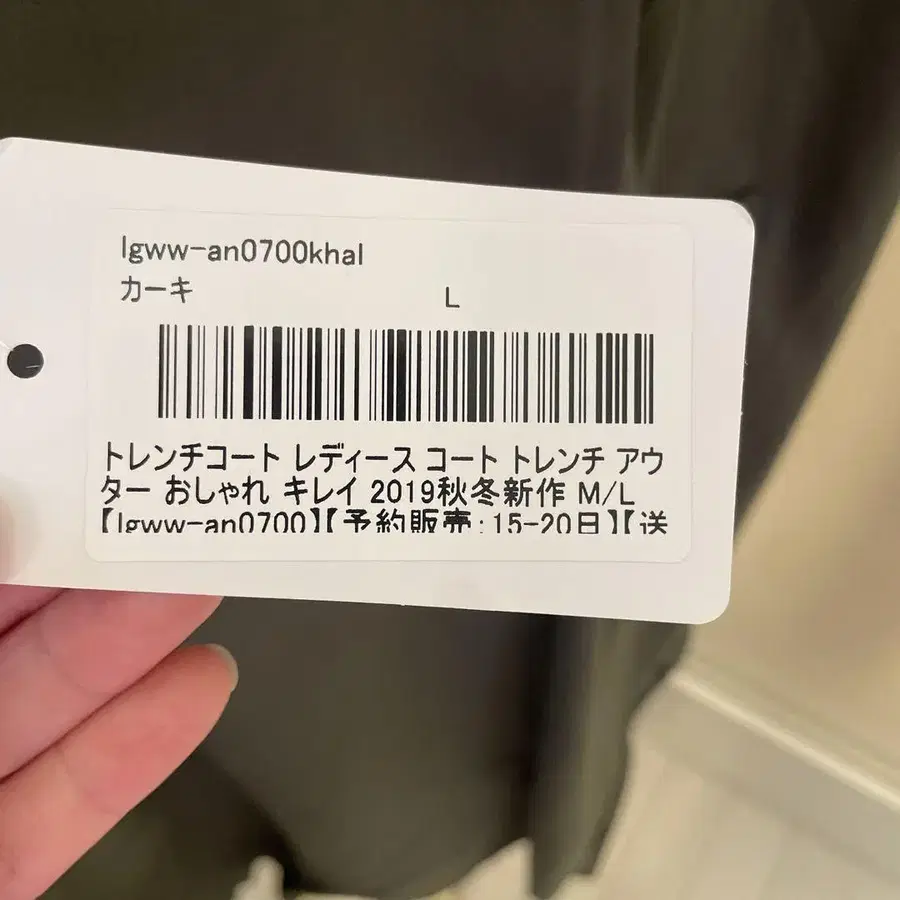 lgww-an0700khal
カーキ L
トレンチコート レディース コート トレンチ アウ
ター おしゃれ キレイ 2019秋冬新作 M/L
【lgww-an0700】【予約販売:15-20日】【送